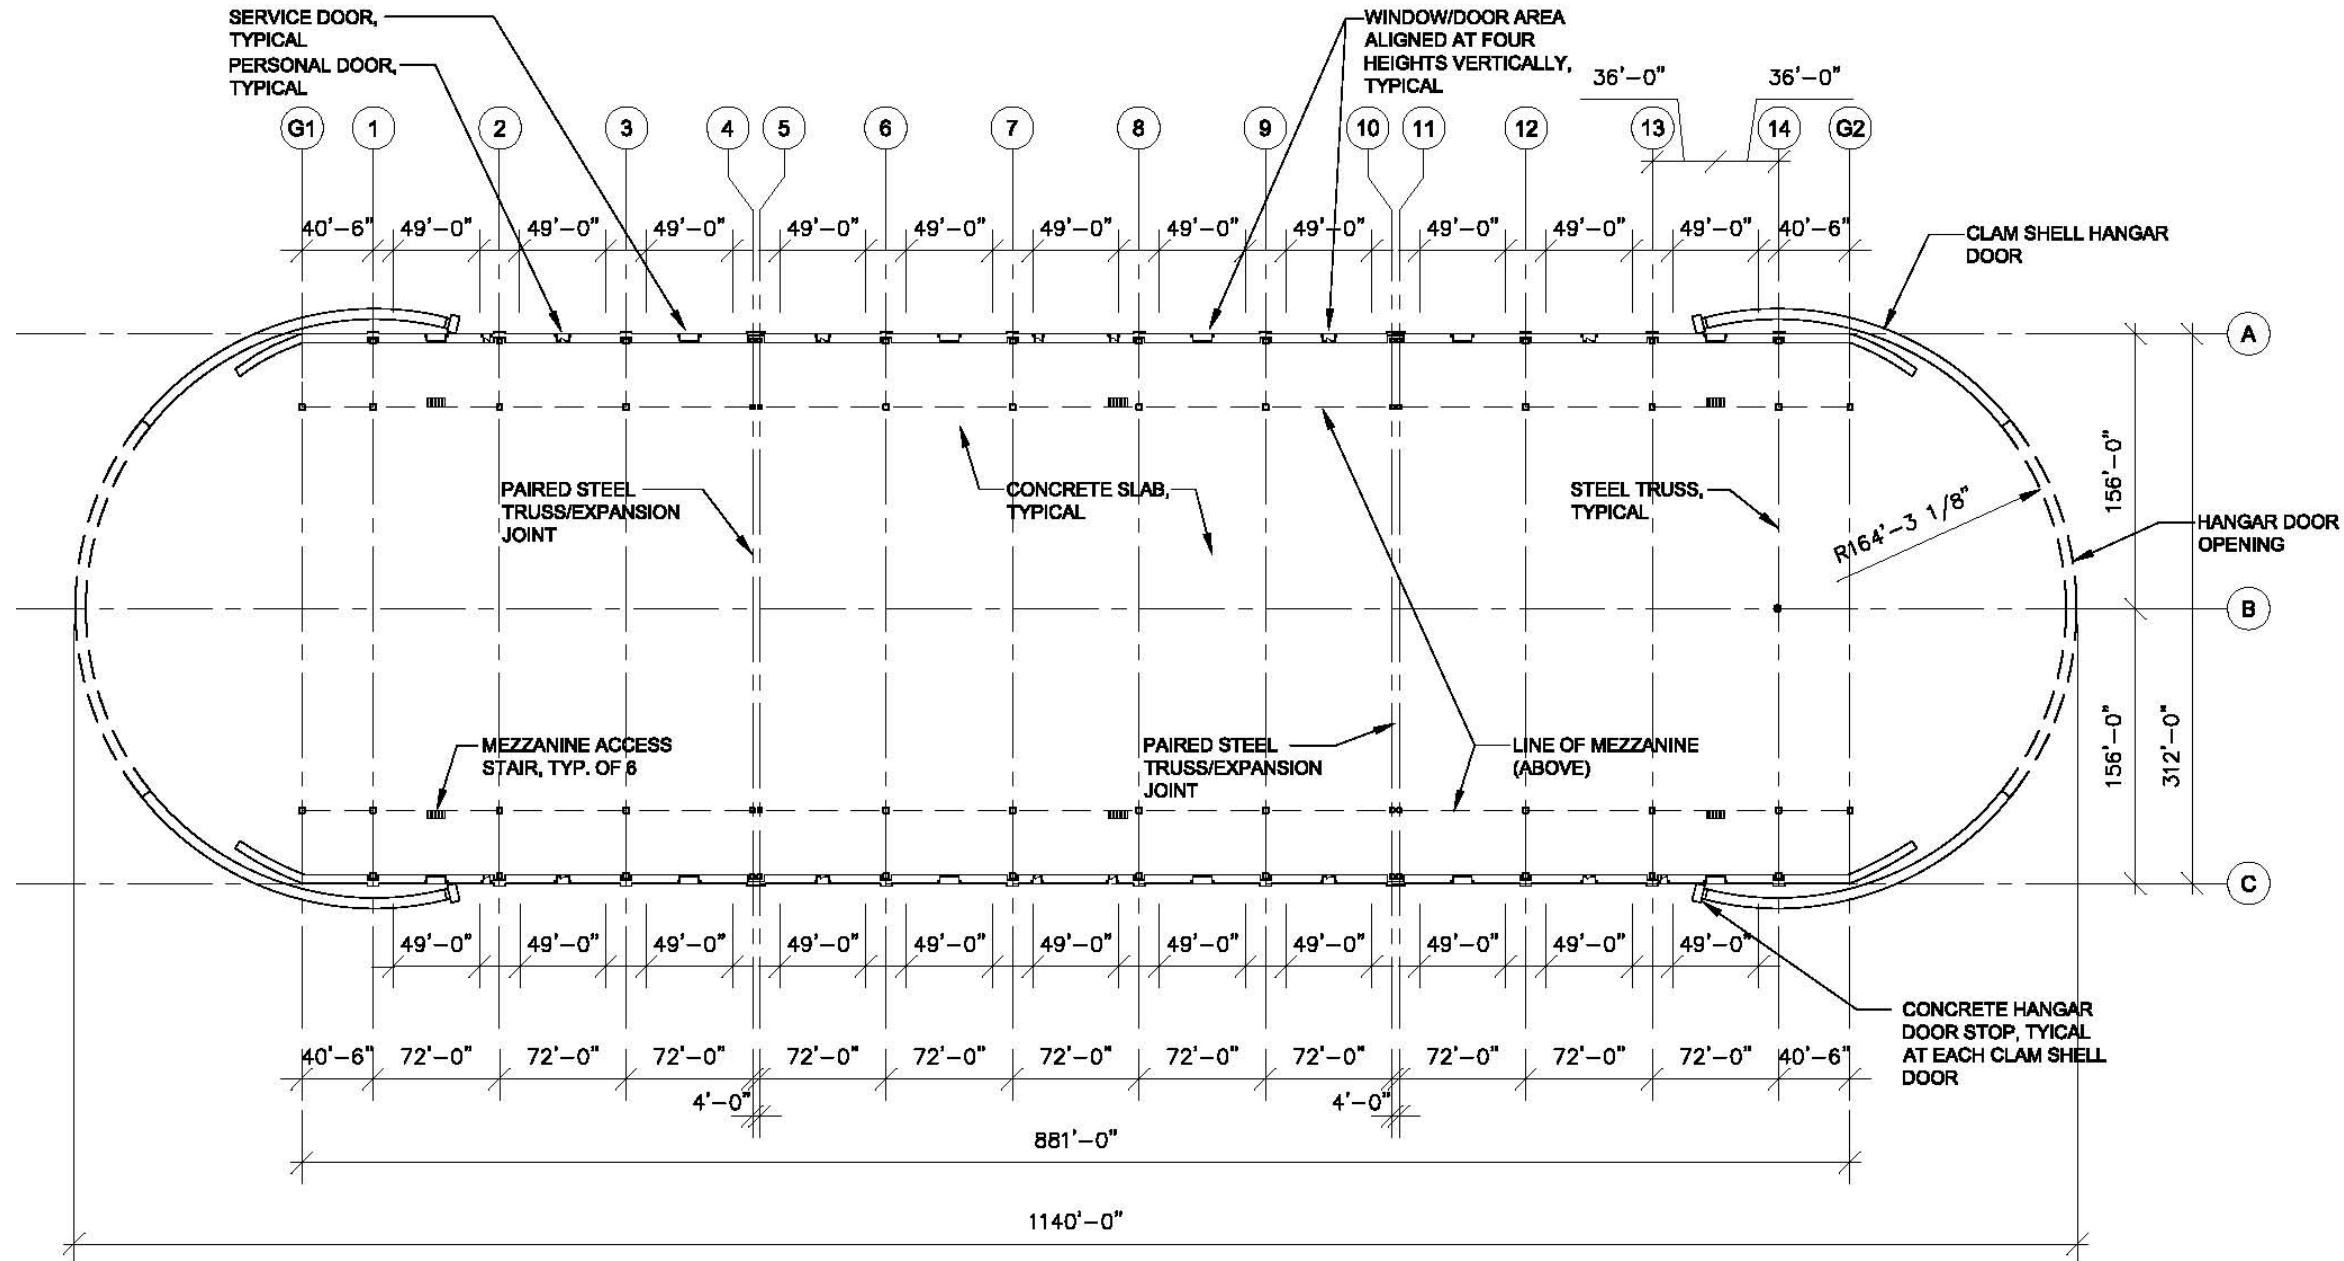 SERVICE DOOR,
TYPICAL
PERSONAL DOOR,
TYPICAL
WINDOW/DOOR AREA
ALIGNED AT FOUR
HEIGHTS VERTICALLY,
TYPICAL
36'-0" 36'-0"
G1 1 2 3 4 5 6 7 8 9 10 11 12 13 14 G2
40'-6" 49'-0" 49'-0" 49'-0" 49'-0" 49'-0" 49'-0" 49'-0" 49'-0" 49'-0" 49'-0" 49'-0" 40'-6"
CLAM SHELL HANGAR
DOOR
A
156'-0"
PAIRED STEEL
TRUSS/EXPANSION
JOINT
CONCRETE SLAB,
TYPICAL
STEEL TRUSS,
TYPICAL
R164'-3 1/8"
HANGAR DOOR
OPENING
B
MEZZANINE ACCESS
STAIR, TYP. OF 6
PAIRED STEEL
TRUSS/EXPANSION
JOINT
LINE OF MEZZANINE
(ABOVE)
156'-0"
312'-0"
C
49'-0" 49'-0" 49'-0" 49'-0" 49'-0" 49'-0" 49'-0" 49'-0" 49'-0" 49'-0" 49'-0"
CONCRETE HANGAR
DOOR STOP, TYICAL
AT EACH CLAM SHELL
DOOR
40'-6" 72'-0" 72'-0" 72'-0" 72'-0" 72'-0" 72'-0" 72'-0" 72'-0" 72'-0" 72'-0" 72'-0" 40'-6"
4'-0" 4'-0"
881'-0"
1140'-0"